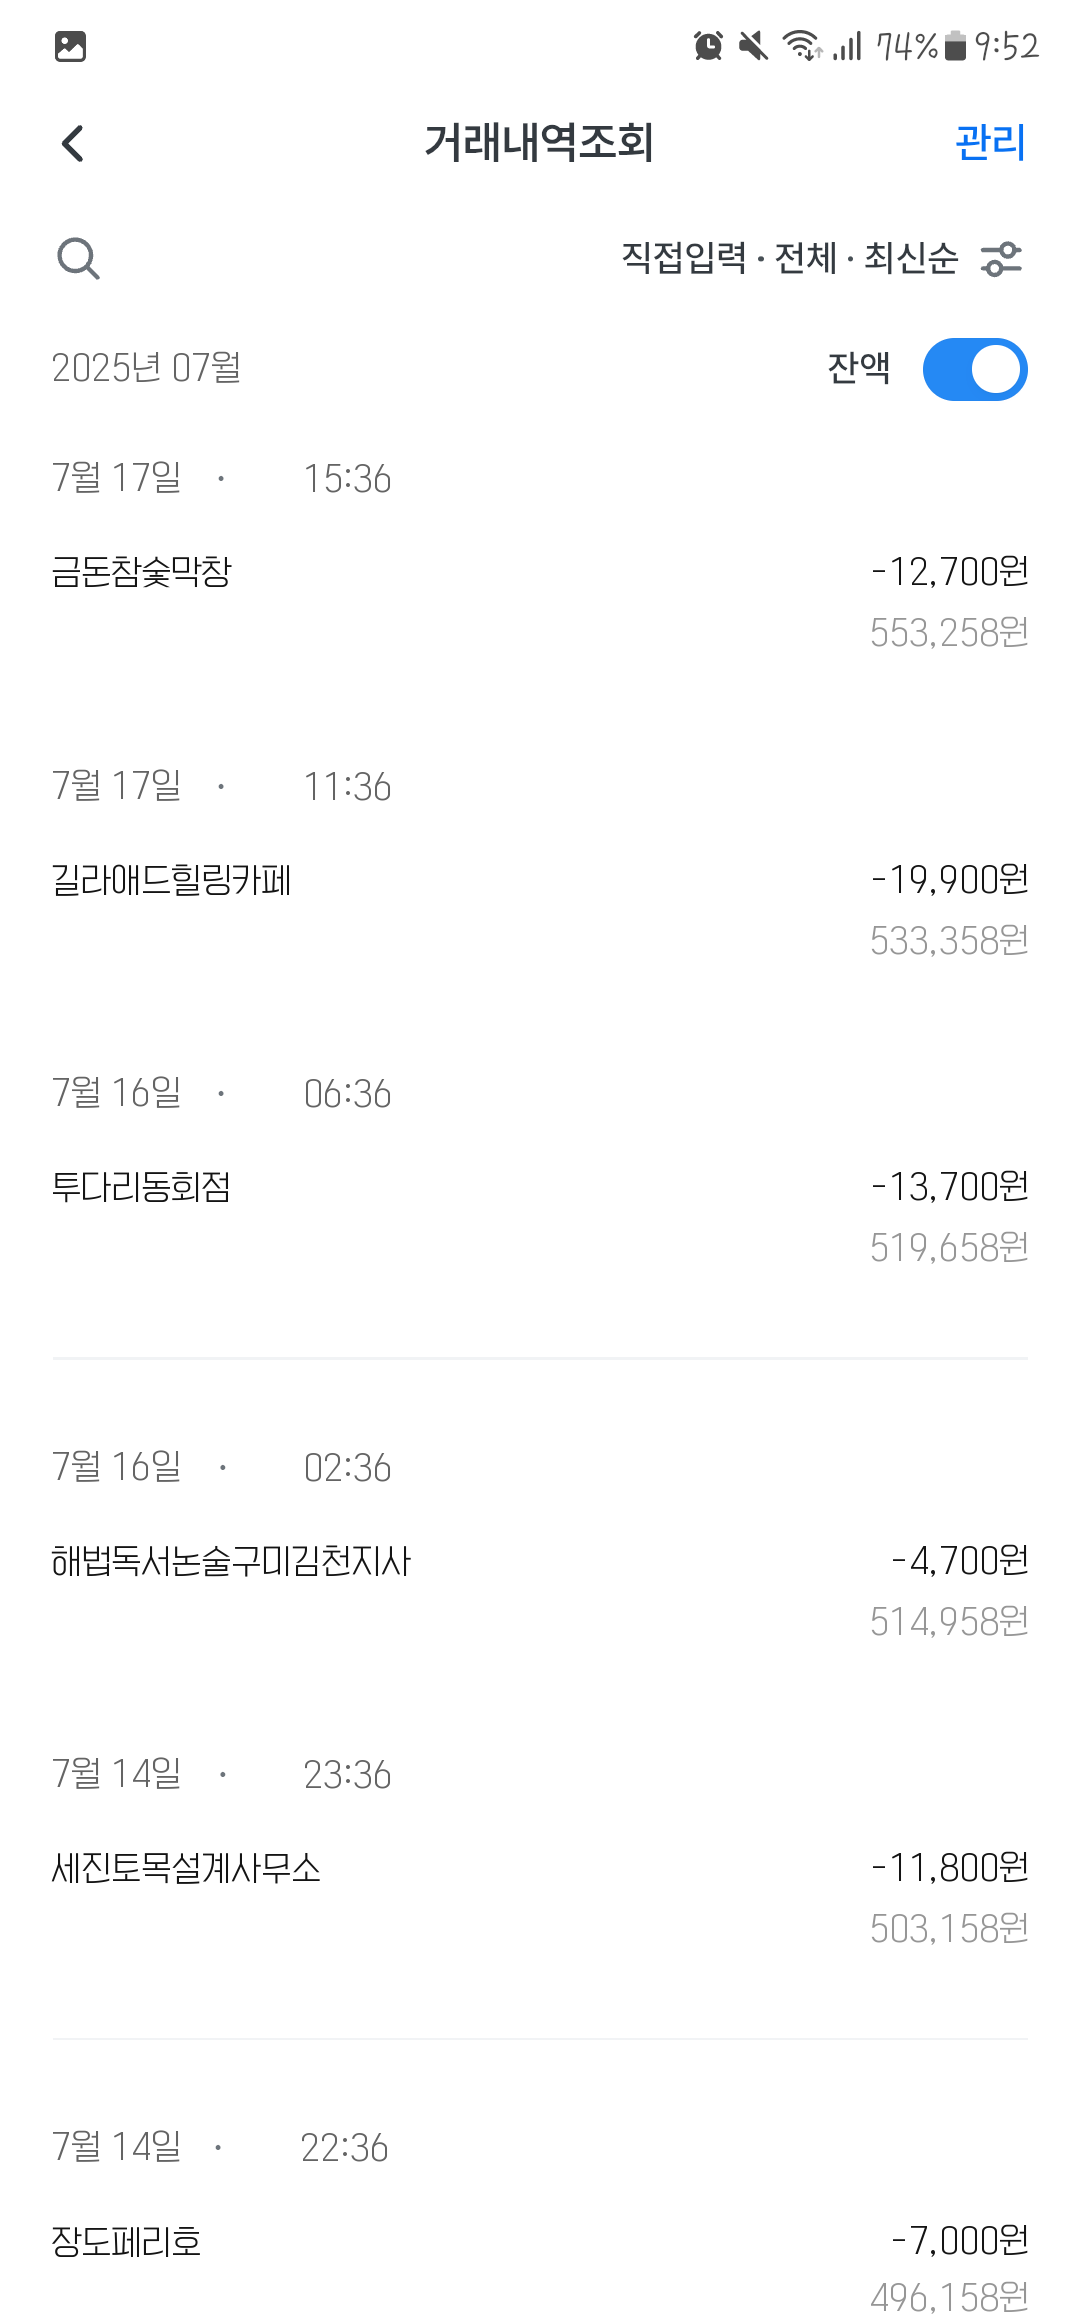 74% 9:52
거래내역조회 관리
직접입력 · 전체 · 최신순
2025년 07월 잔액
7월 17일 · 15:36
금돈참숯막창 -12,700원
553,258원
7월 17일 · 11:36
길라애드힐링카페 -19,900원
533,358원
7월 16일 · 06:36
투다리동회점 -13,700원
519,658원
7월 16일 · 02:36
해법독서논술구미김천지사 -4,700원
514,958원
7월 14일 · 23:36
세진토목설계사무소 -11,800원
503,158원
7월 14일 · 22:36
장도페리호 -7,000원
496,158원